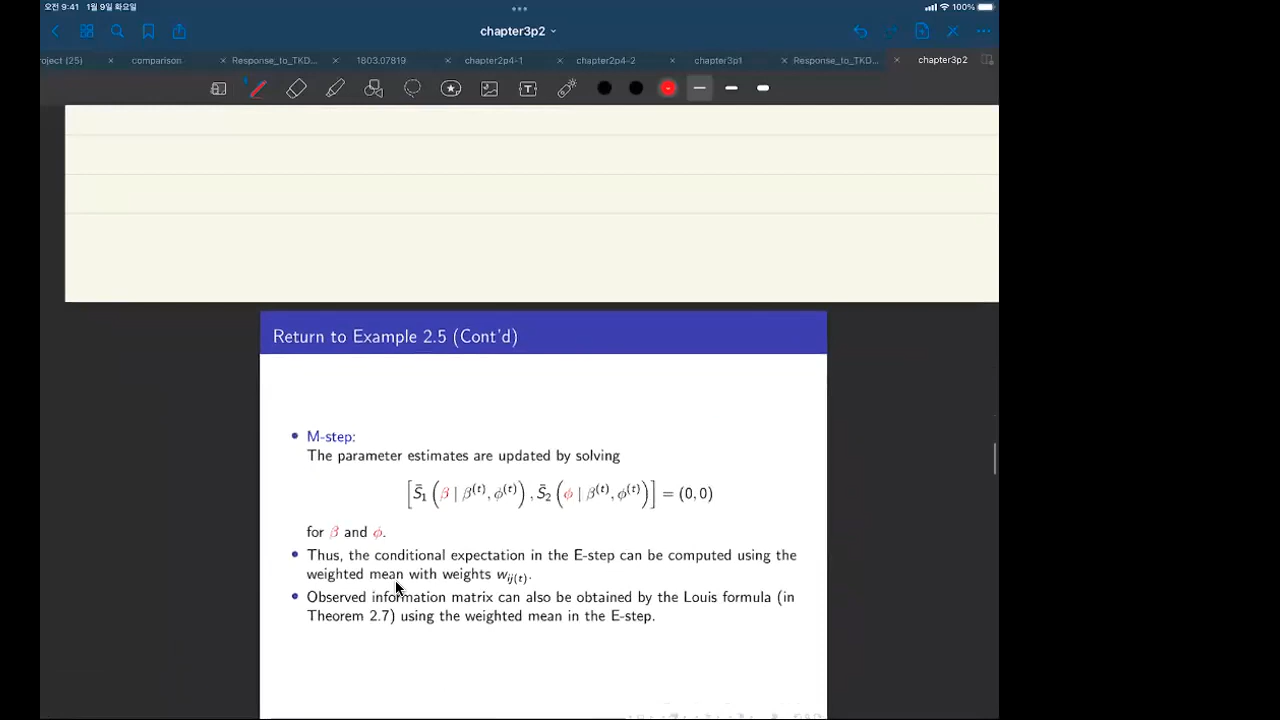 오전 9:41 1월 9일 화요일
100%
chapter3p2
roject (25)
comparison
Response_to_TKD...
1803.07819
chapter2p4-1
chapter2p4-2
chapter3p1
Response_to_TKD...
chapter3p2
Return to Example 2.5 (Cont'd)
• M-step:
The parameter estimates are updated by solving
[S̄₁ (β | β⁽ᵗ⁾, ϕ⁽ᵗ⁾), S̄₂ (ϕ | β⁽ᵗ⁾, ϕ⁽ᵗ⁾)] = (0, 0)
for β and ϕ.
• Thus, the conditional expectation in the E-step can be computed using the
weighted mean with weights w_{ij(t)}.
• Observed information matrix can also be obtained by the Louis formula (in
Theorem 2.7) using the weighted mean in the E-step.